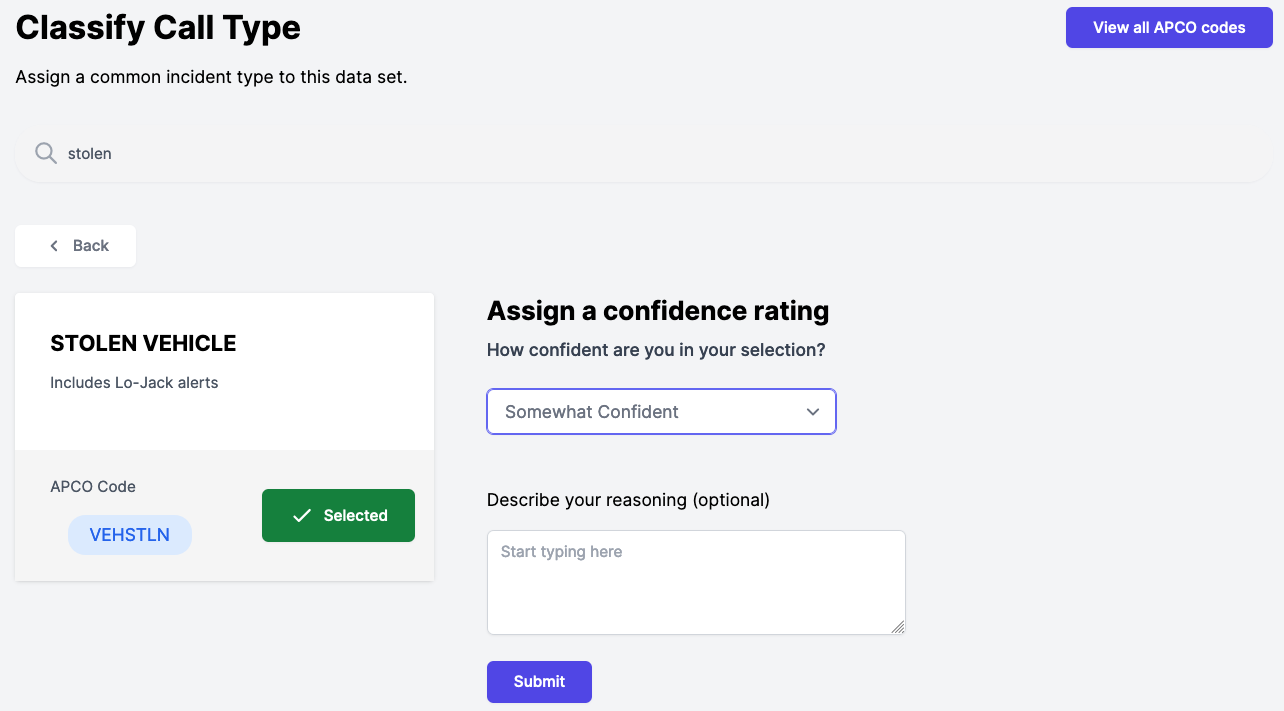 Classify Call Type
View all APCO codes
Assign a common incident type to this data set.
stolen
Back
STOLEN VEHICLE
Includes Lo-Jack alerts
APCO Code
VEHSTLN
Selected
Assign a confidence rating
How confident are you in your selection?
Somewhat Confident
Describe your reasoning (optional)
Start typing here
Submit